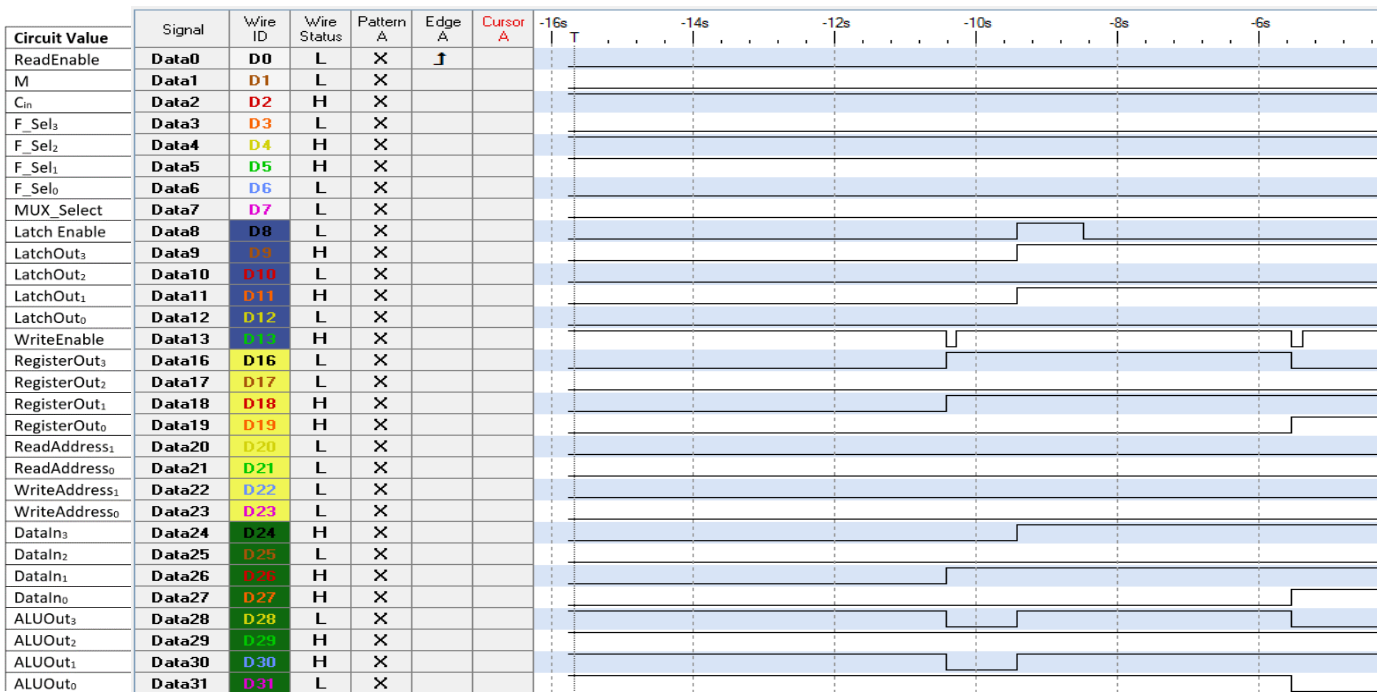 Circuit Value Signal Wire ID Wire Status Pattern A Edge A Cursor A -16s -14s -12s -10s -8s -6s
T
ReadEnable Data0 D0 L X
M Data1 D1 L X
Cin Data2 D2 H X
F_Sel₃ Data3 D3 L X
F_Sel₂ Data4 D4 H X
F_Sel₁ Data5 D5 H X
F_Sel₀ Data6 D6 L X
MUX_Select Data7 D7 L X
Latch Enable Data8 D8 L X
LatchOut₃ Data9 D9 H X
LatchOut₂ Data10 D10 L X
LatchOut₁ Data11 D11 H X
LatchOut₀ Data12 D12 L X
WriteEnable Data13 D13 H X
RegisterOut₃ Data16 D16 L X
RegisterOut₂ Data17 D17 L X
RegisterOut₁ Data18 D18 H X
RegisterOut₀ Data19 D19 H X
ReadAddress₁ Data20 D20 L X
ReadAddress₀ Data21 D21 L X
WriteAddress₁ Data22 D22 L X
WriteAddress₀ Data23 D23 L X
DataIn₃ Data24 D24 H X
DataIn₂ Data25 D25 L X
DataIn₁ Data26 D26 H X
DataIn₀ Data27 D27 H X
ALUOut₃ Data28 D28 L X
ALUOut₂ Data29 D29 H X
ALUOut₁ Data30 D30 H X
ALUOut₀ Data31 D31 L X